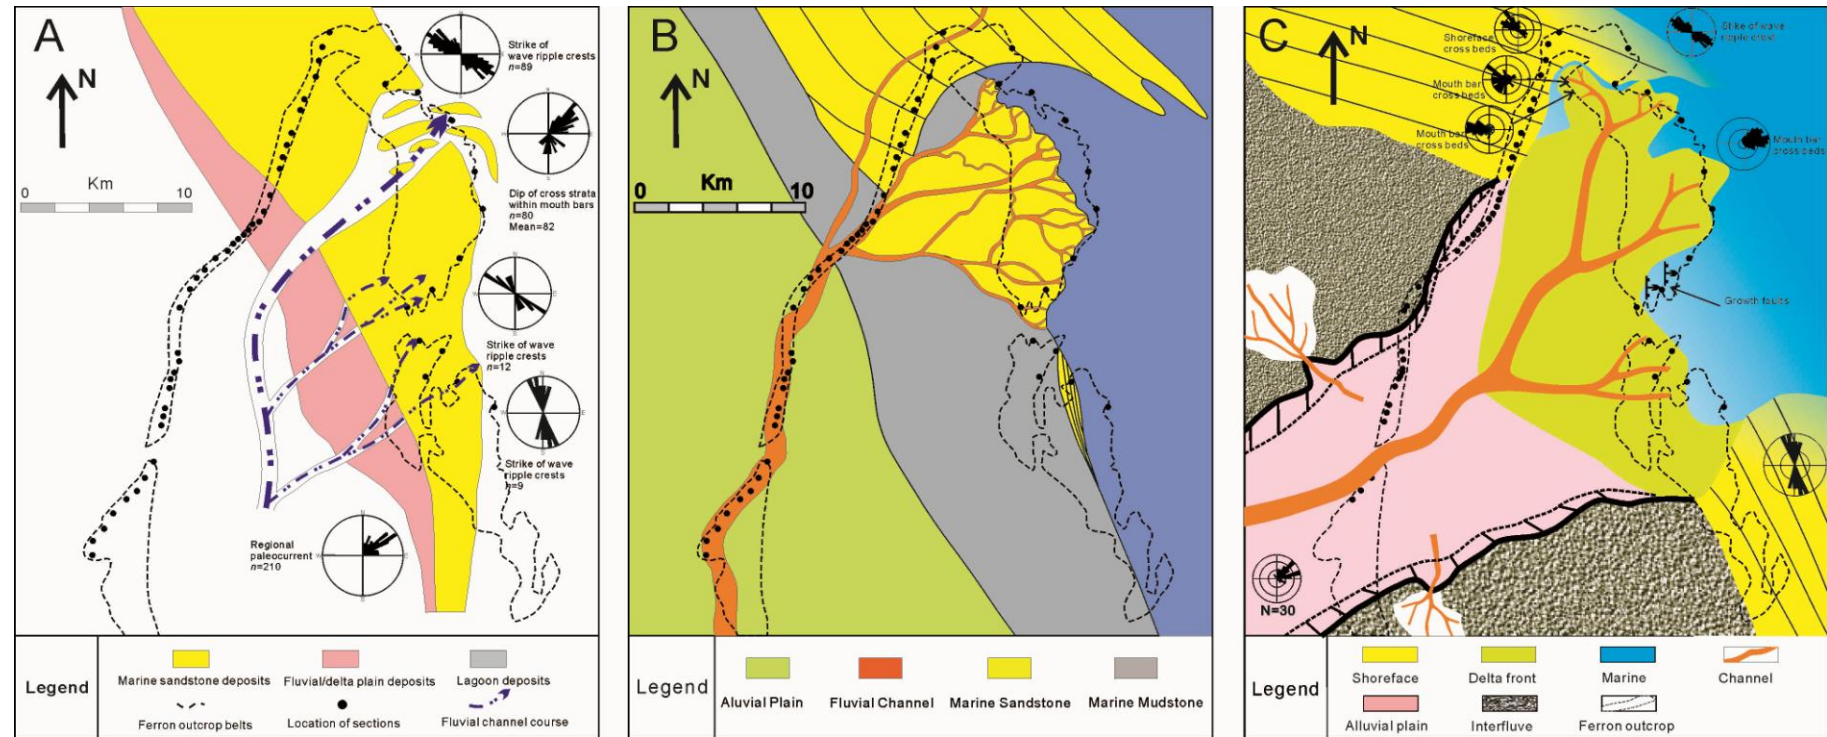 A
N
0 Km 10
N
W E
S
Strike of
wave ripple crests
n=89
N
W E
S
Dip of cross strata
within mouth bars
n=80
Mean=82
N
W E
S
Strike of wave
ripple crests
n=12
N
W E
S
Strike of wave
ripple crests
n=9
Regional
paleocurrent
n=210
N
W E
S
Legend
Marine sandstone deposits
Fluvial/delta plain deposits
Lagoon deposits
Ferron outcrop belts
Location of sections
Fluvial channel course
B
N
0 Km 10
Legend
Aluvial Plain
Fluvial Channel
Marine Sandstone
Marine Mudstone
C
N
Shoreface
cross beds
Stike of wave
ripple crest
Mouth bar
cross beds
Mouth bar
cross beds
Mouth bar
cross beds
Growth faults
N=30
Legend
Shoreface
Delta front
Marine
Channel
Alluvial plain
Interfluve
Ferron outcrop